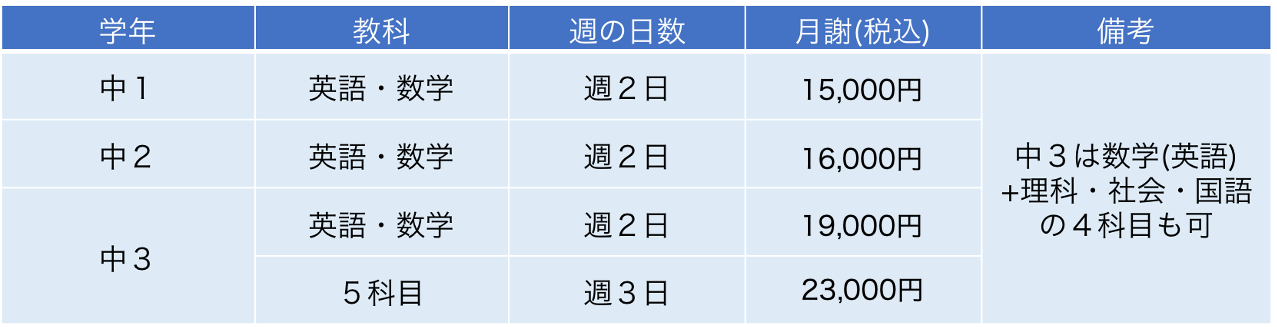 学年 教科 週の日数 月謝(税込) 備考
中１ 英語・数学 週２日 15,000円
中２ 英語・数学 週２日 16,000円
中３ 英語・数学 週２日 19,000円
５科目 週３日 23,000円
中３は数学(英語)
+理科・社会・国語
の４科目も可